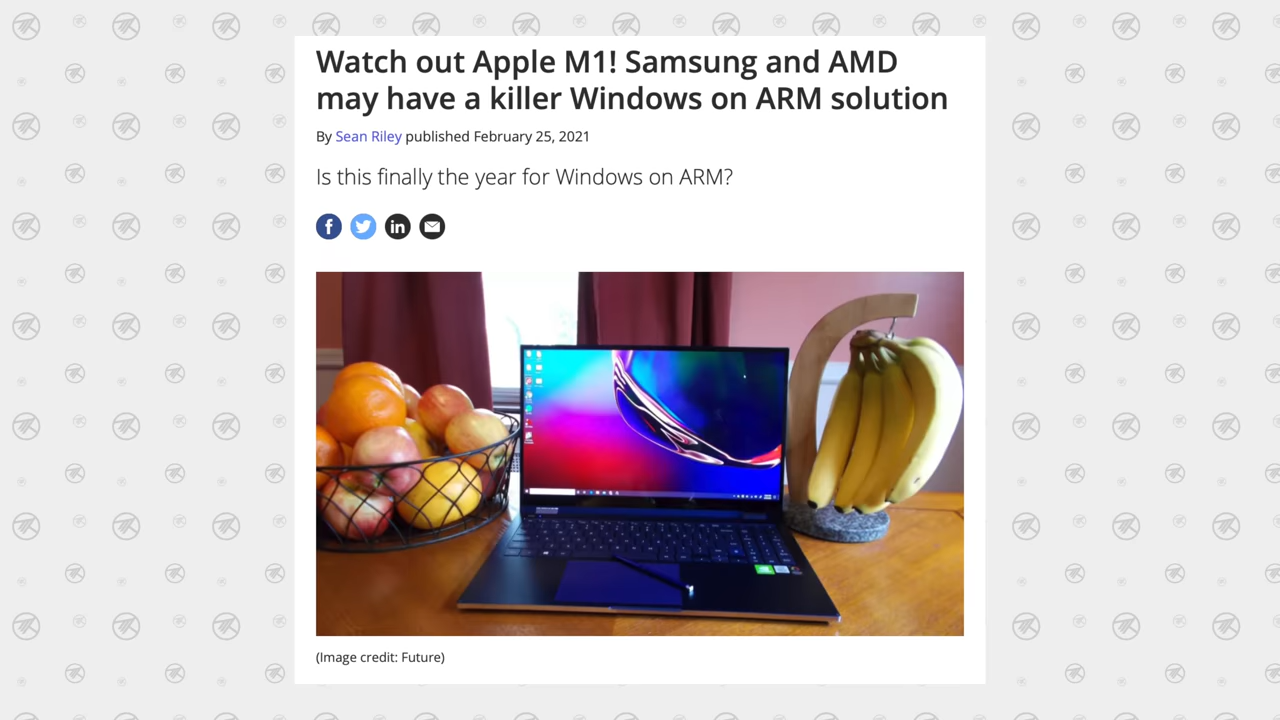 Watch out Apple M1! Samsung and AMD
may have a killer Windows on ARM solution
By Sean Riley published February 25, 2021
Is this finally the year for Windows on ARM?
(Image credit: Future)